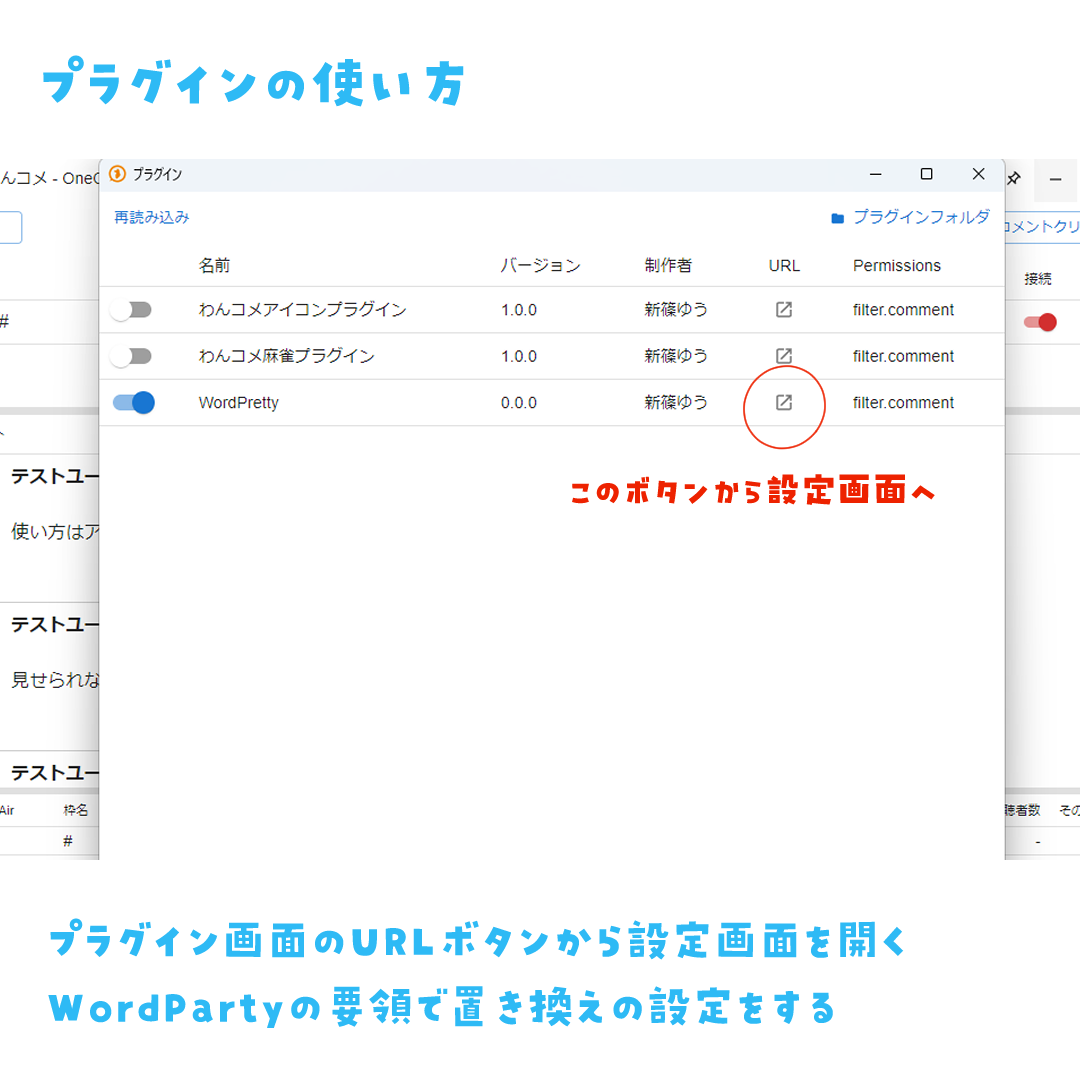 プラグインの使い方
んコメ - One
プラグイン
再読み込み
プラグインフォルダ
コメントクリ
名前 バージョン 制作者 URL Permissions
接続
わんコメアイコンプラグイン 1.0.0 新篠ゆう filter.comment
#
わんコメ麻雀プラグイン 1.0.0 新篠ゆう filter.comment
WordPretty 0.0.0 新篠ゆう filter.comment
テストユー
このボタンから設定画面へ
使い方はア
テストユー
見せられな
テストユー
Air 枠名 聴者数 その
# -
プラグイン画面のURLボタンから設定画面を開く
WordPartyの要領で置き換えの設定をする